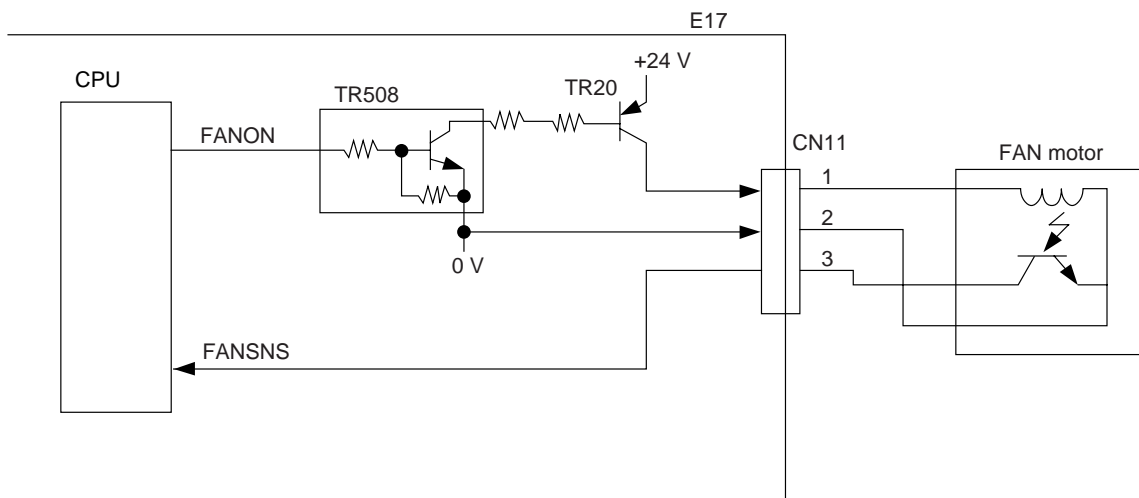 E17
CPU
+24 V
TR508
TR20
FANON
CN11
FAN motor
1
2
3
0 V
FANSNS